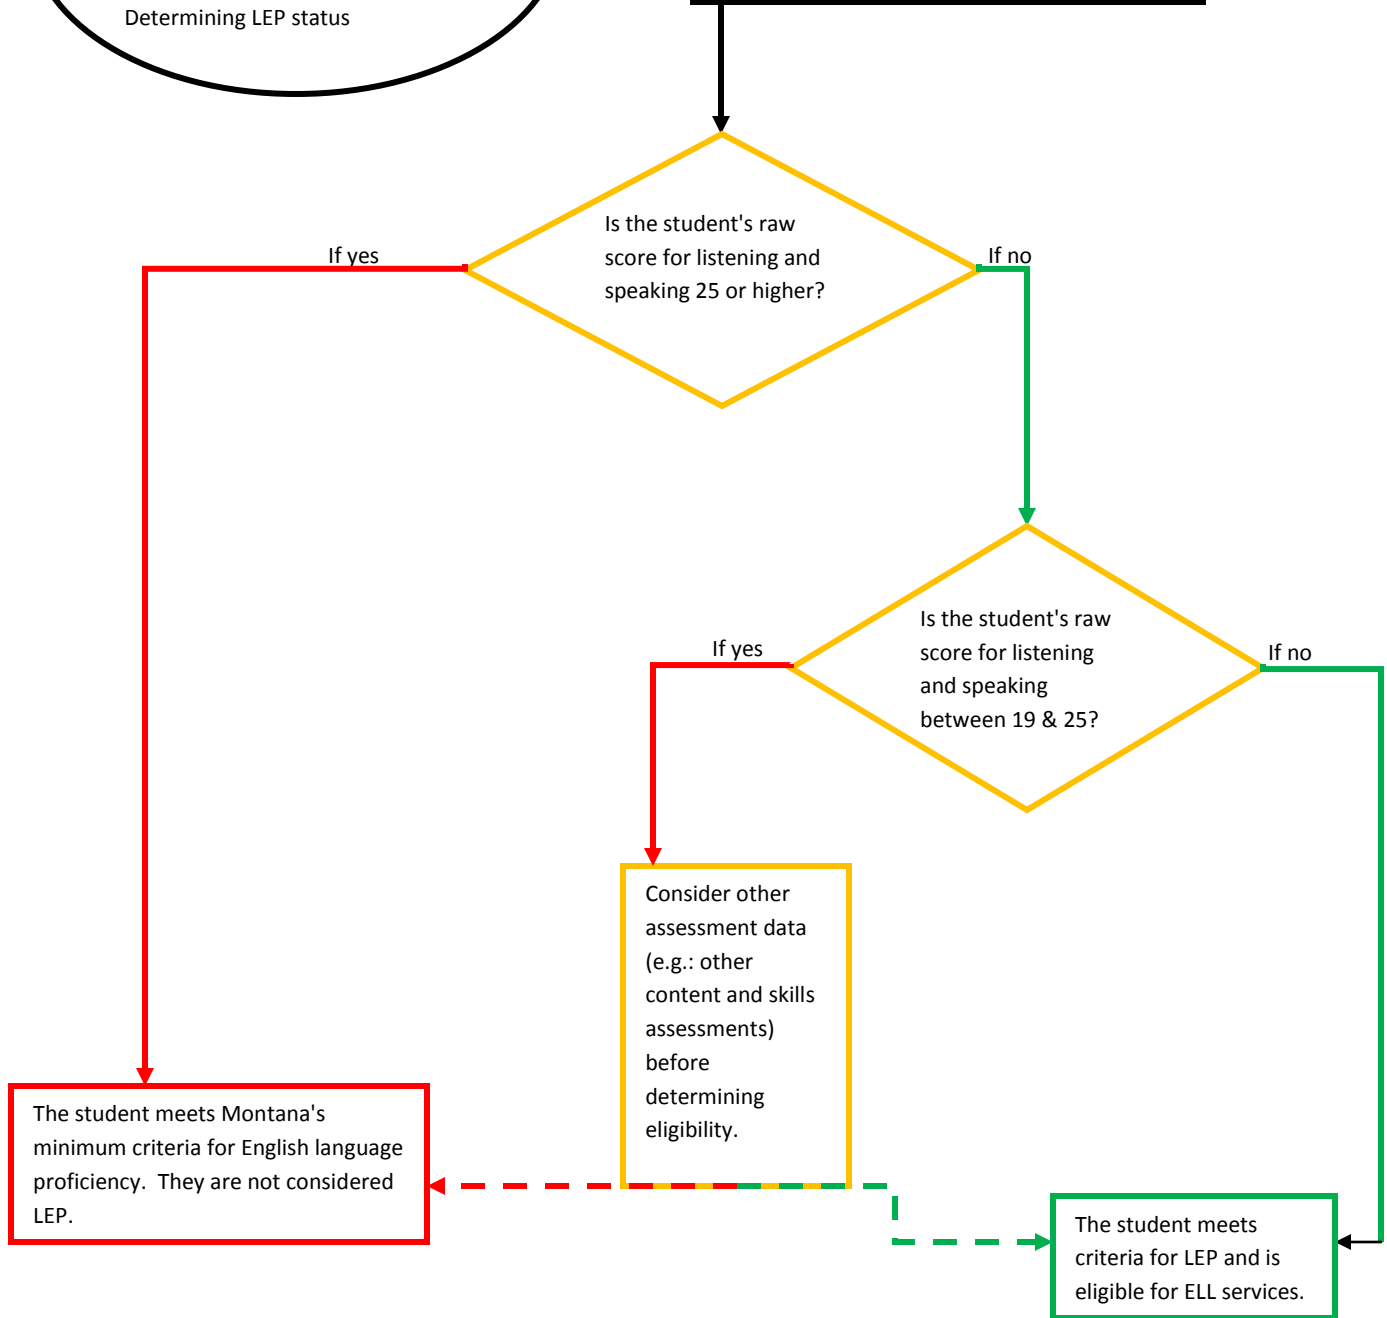 Determining LEP status
Is the student's raw
score for listening and
speaking 25 or higher?
If yes
If no
Is the student's raw
score for listening
and speaking
between 19 & 25?
If yes
If no
Consider other
assessment data
(e.g.: other
content and skills
assessments)
before
determining
eligibility.
The student meets Montana's
minimum criteria for English language
proficiency.  They are not considered
LEP.
The student meets
criteria for LEP and is
eligible for ELL services.